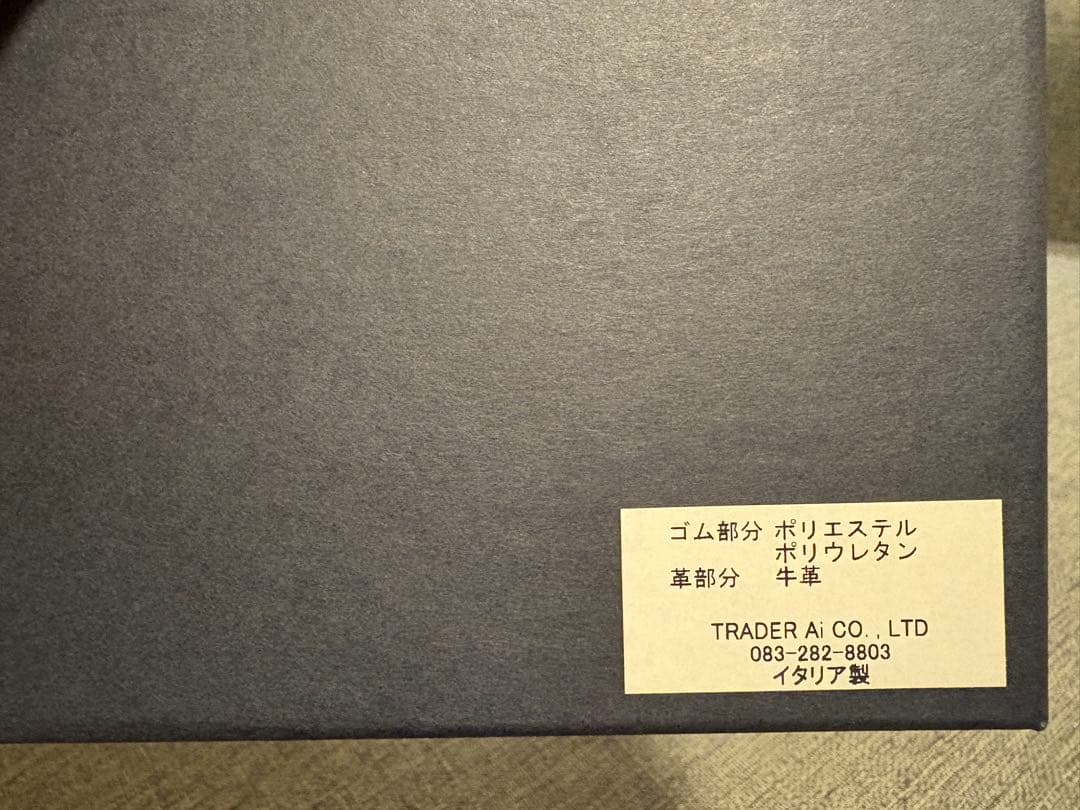 ゴム部分 ポリエステル
ポリウレタン
革部分 牛革
TRADER Ai CO. , LTD
083-282-8803
イタリア製